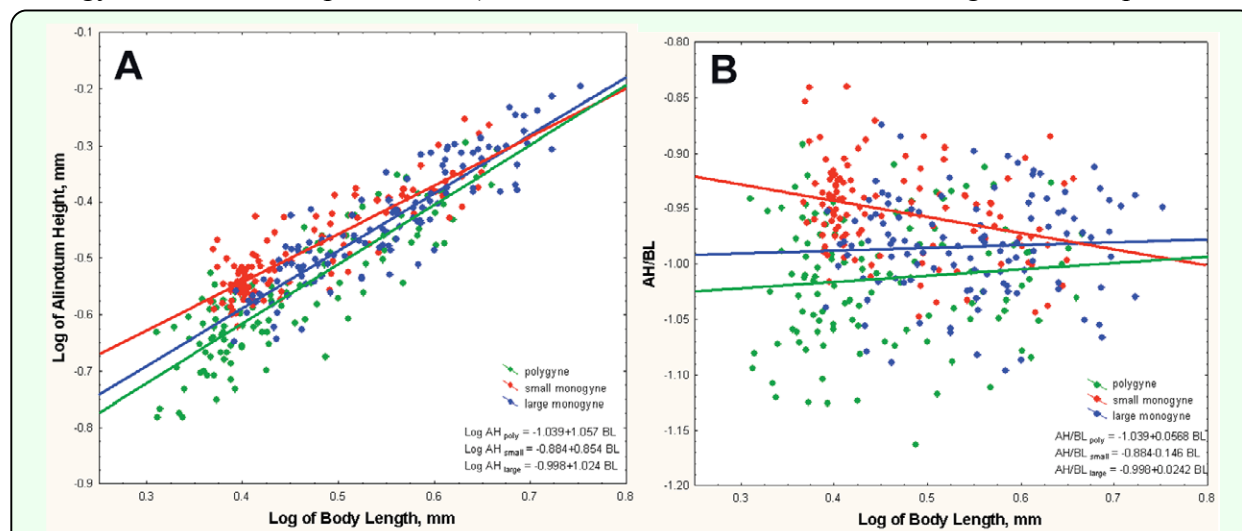 A
Log of Alinotum Height, mm
-0.1
-0.2
-0.3
-0.4
-0.5
-0.6
-0.7
-0.8
-0.9
0.3 0.4 0.5 0.6 0.7 0.8
Log of Body Length, mm
polygyne
small monogyne
large monogyne
Log AH poly = -1.039+1.057 BL
Log AH small = -0.884+0.854 BL
Log AH large = -0.998+1.024 BL
B
AH/BL
-0.80
-0.85
-0.90
-0.95
-1.00
-1.05
-1.10
-1.15
-1.20
0.3 0.4 0.5 0.6 0.7 0.8
Log of Body Length, mm
polygyne
small monogyne
large monogyne
AH/BL poly = -1.039+0.0568 BL
AH/BL small = -0.884-0.146 BL
AH/BL large = -0.998+0.0242 BL